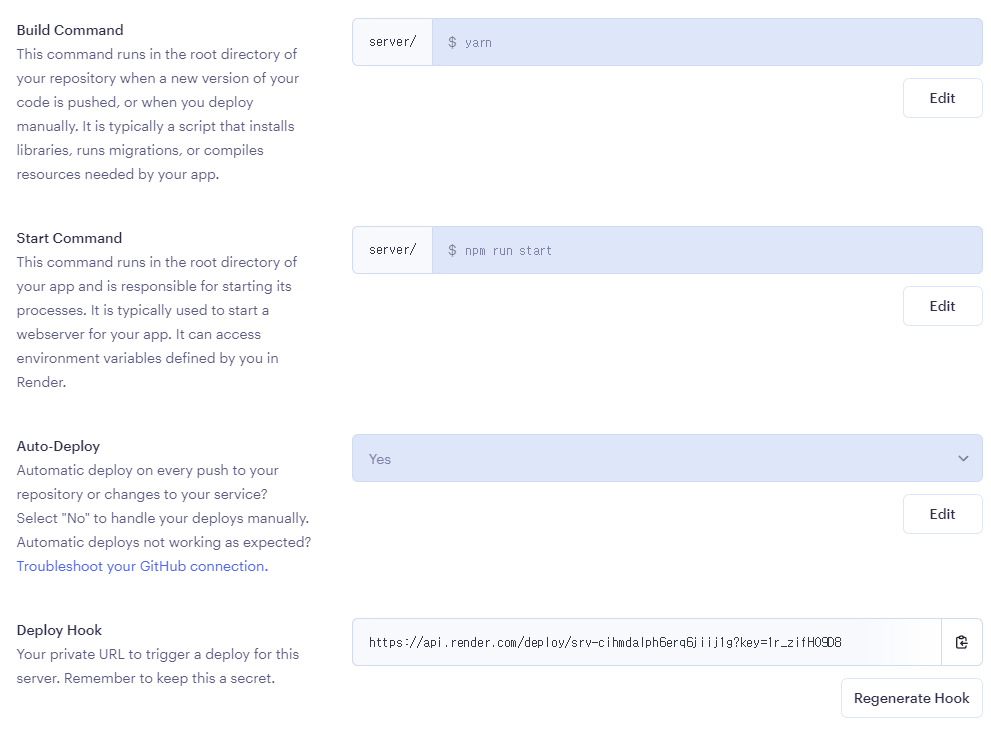 Build Command
This command runs in the root directory of
your repository when a new version of your
code is pushed, or when you deploy
manually. It is typically a script that installs
libraries, runs migrations, or compiles
resources needed by your app.
server/ $ yarn
Edit
Start Command
This command runs in the root directory of
your app and is responsible for starting its
processes. It is typically used to start a
webserver for your app. It can access
environment variables defined by you in
Render.
server/ $ npm run start
Edit
Auto-Deploy
Automatic deploy on every push to your
repository or changes to your service?
Select "No" to handle your deploys manually.
Automatic deploys not working as expected?
Troubleshoot your GitHub connection.
Yes
Edit
Deploy Hook
Your private URL to trigger a deploy for this
server. Remember to keep this a secret.
https://api.render.com/deploy/srv-cihmdalph6erq6jiij1g?key=1r_zifHO9D8
Regenerate Hook